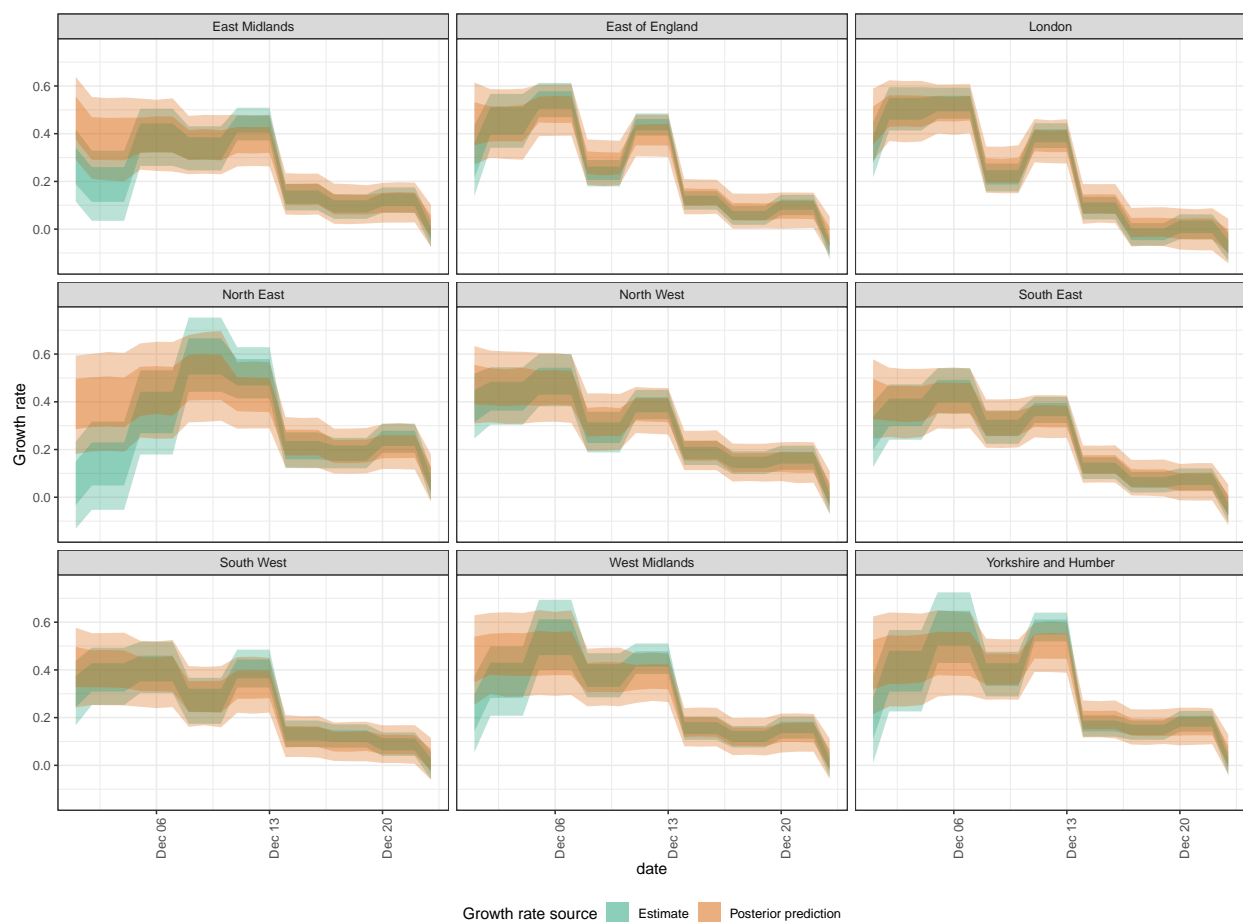 East Midlands
East of England
London
0.6
0.4
0.2
0.0
North East
North West
South East
Growth rate
0.6
0.4
0.2
0.0
South West
West Midlands
Yorkshire and Humber
0.6
0.4
0.2
0.0
Dec 06
Dec 13
Dec 20
Dec 06
Dec 13
Dec 20
Dec 06
Dec 13
Dec 20
date
Growth rate source
Estimate
Posterior prediction